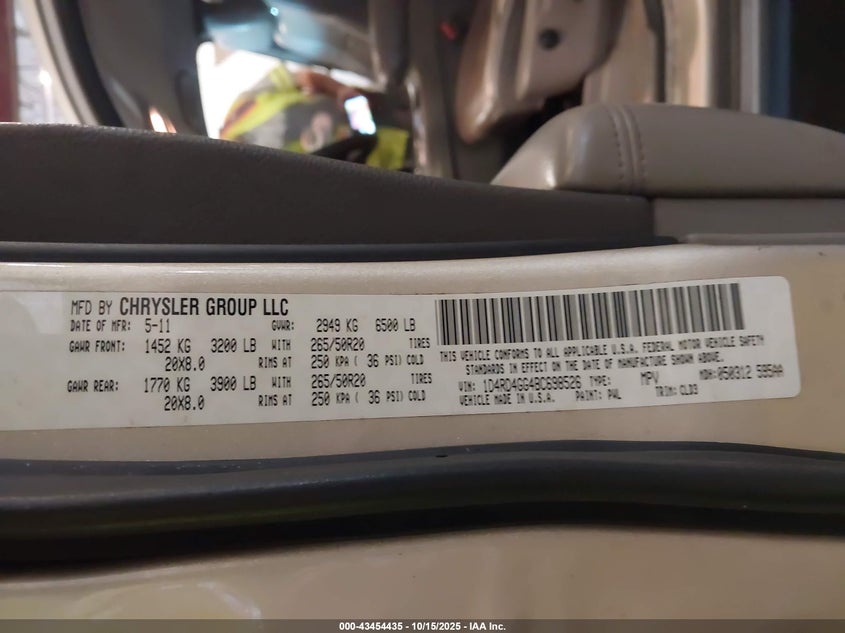 MFD BY CHRYSLER GROUP LLC
DATE OF MFR: 5-11 GVWR: 2949 KG 6500 LB
GAWR FRONT: 1452 KG 3200 LB WITH 265/50R20 TIRES
20X8.0 RIMS AT 250 KPA ( 36 PSI) COLD
GAWR REAR: 1770 KG 3900 LB WITH 265/50R20 TIRES
20X8.0 RIMS AT 250 KPA ( 36 PSI) COLD
THIS VEHICLE CONFORMS TO ALL APPLICABLE U.S.A. FEDERAL MOTOR VEHICLE SAFETY
STANDARDS IN EFFECT ON THE DATE OF MANUFACTURE SHOWN ABOVE.
VIN: 1D4RD4GG4BC698526 TYPE: MPV MDH: 050312 595AA
VEHICLE MADE IN U.S.A. PAINT: PWL TRIM: CLD3
000-43454435 - 10/15/2025 - IAA Inc.